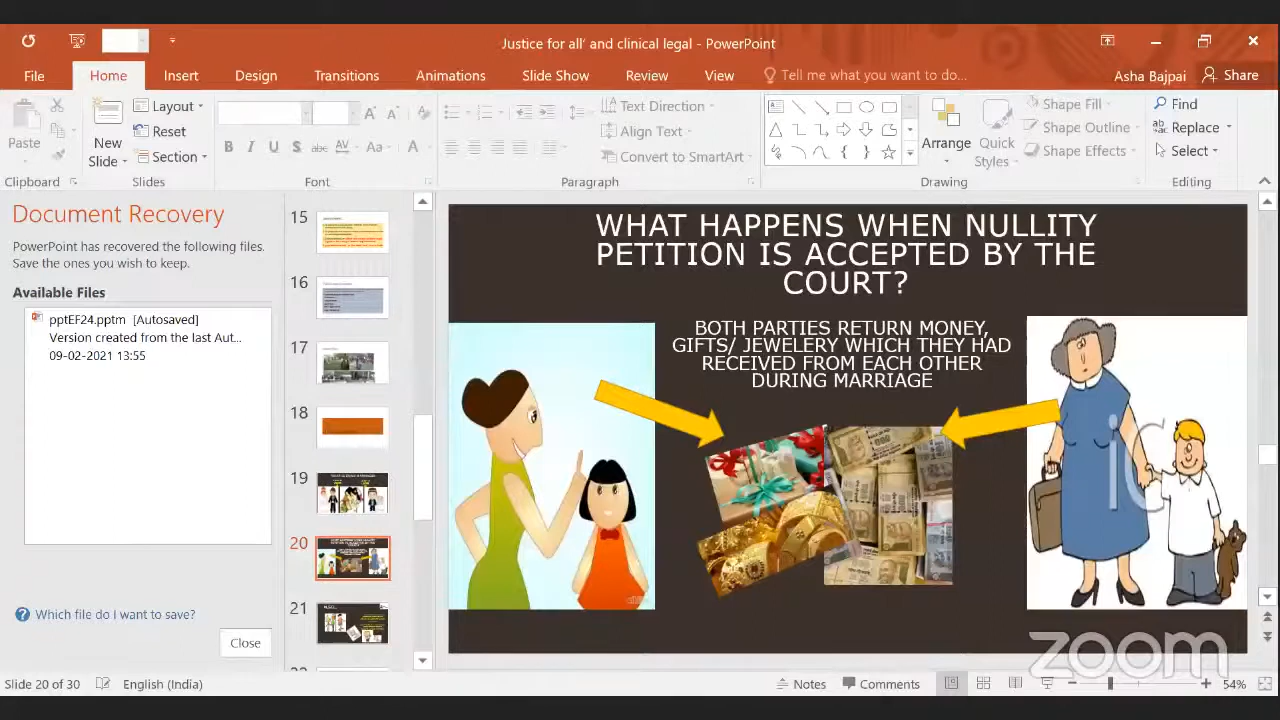 Justice for all' and clinical legal - PowerPoint
File
Home
Insert
Design
Transitions
Animations
Slide Show
Review
View
Tell me what you want to do...
Asha Bajpai
Share
Paste
New
Slide
Layout
Reset
Section
Text Direction
Align Text
Convert to SmartArt
Arrange
Quick
Styles
Shape Fill
Shape Outline
Shape Effects
Find
Replace
Select
Clipboard
Slides
Font
Paragraph
Drawing
Editing
Document Recovery
PowerPoint has recovered the following files.
Save the ones you wish to keep.
Available Files
pptEF24.pptm [Autosaved]
Version created from the last Aut...
09-02-2021 13:55
Which file do I want to save?
Close
15
16
17
18
19
20
21
WHAT HAPPENS WHEN NULLITY
PETITION IS ACCEPTED BY THE
COURT?
BOTH PARTIES RETURN MONEY,
GIFTS/ JEWELERY WHICH THEY HAD
RECEIVED FROM EACH OTHER
DURING MARRIAGE
zoom
Slide 20 of 30
English (India)
Notes
Comments
54%